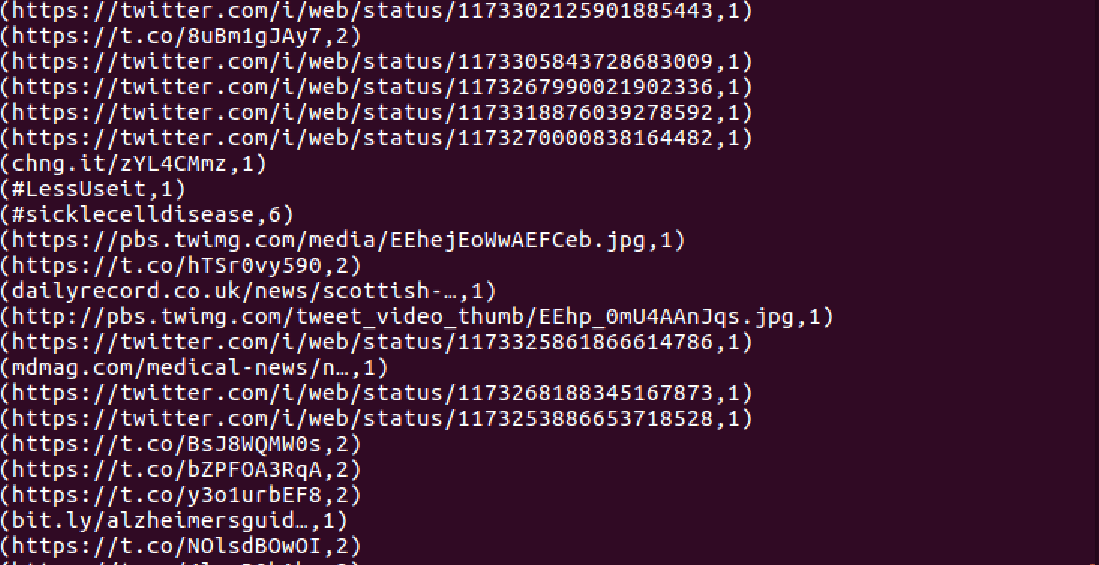 (https://twitter.com/i/web/status/1173302125901885443,1)
(https://t.co/8uBm1gJAy7,2)
(https://twitter.com/i/web/status/1173305843728683009,1)
(https://twitter.com/i/web/status/1173267990021902336,1)
(https://twitter.com/i/web/status/1173318876039278592,1)
(https://twitter.com/i/web/status/1173270000838164482,1)
(chng.it/zYL4CMmz,1)
(#LessUseit,1)
(#sicklecelldisease,6)
(https://pbs.twimg.com/media/EEhejEoWwAEFCeb.jpg,1)
(https://t.co/hTSr0vy590,2)
(dailyrecord.co.uk/news/scottish-…,1)
(http://pbs.twimg.com/tweet_video_thumb/EEhp_0mU4AAnJqs.jpg,1)
(https://twitter.com/i/web/status/1173325861866614786,1)
(mdmag.com/medical-news/n…,1)
(https://twitter.com/i/web/status/1173268188345167873,1)
(https://twitter.com/i/web/status/1173253886653718528,1)
(https://t.co/BsJ8WQMW0s,2)
(https://t.co/bZPFOA3RqA,2)
(https://t.co/y3o1urbEF8,2)
(bit.ly/alzheimersguid…,1)
(https://t.co/NOlsdBOwOI,2)